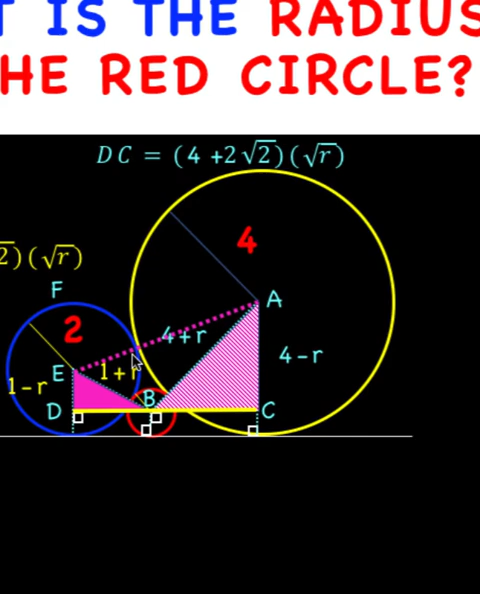 T IS THE RADIUS
HE RED CIRCLE?
DC = (4 +2√2)(√r)
2)(√r)
4
F
2
A
4+r
4-r
E
1+r
1-r
B
D
C